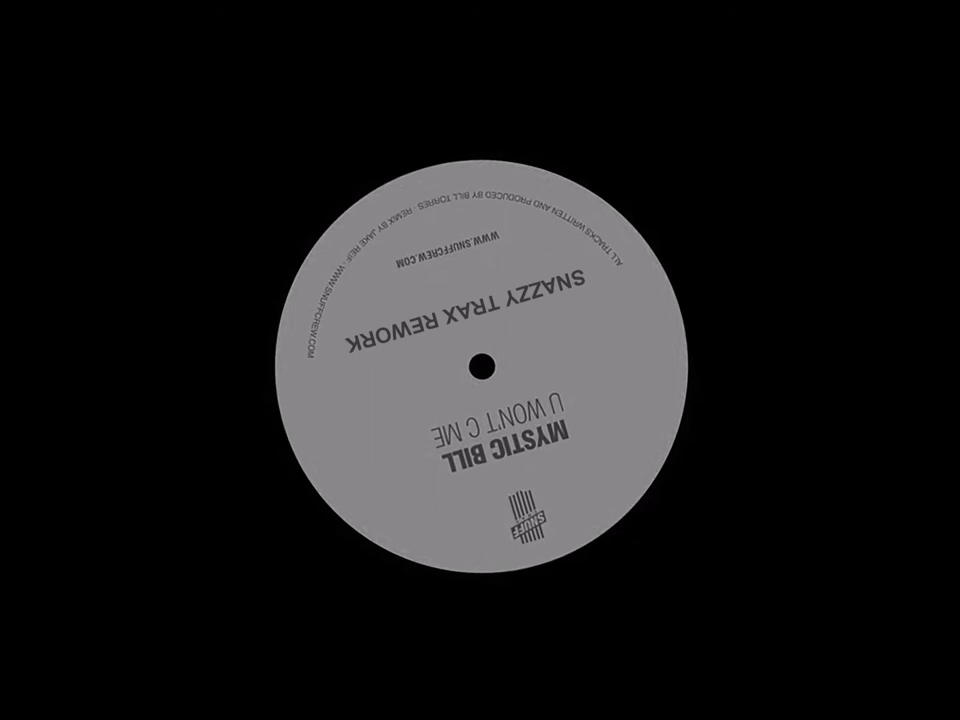 SNUFF
MYSTIC BILL
U WON'T C ME
SNAZZY TRAX REWORK
WWW.SNUFFCREW.COM
ALL TRACKS WRITTEN AND PRODUCED BY BILL TORRES · REMIX BY JAKE REIF · WWW.SNUFFCREW.COM